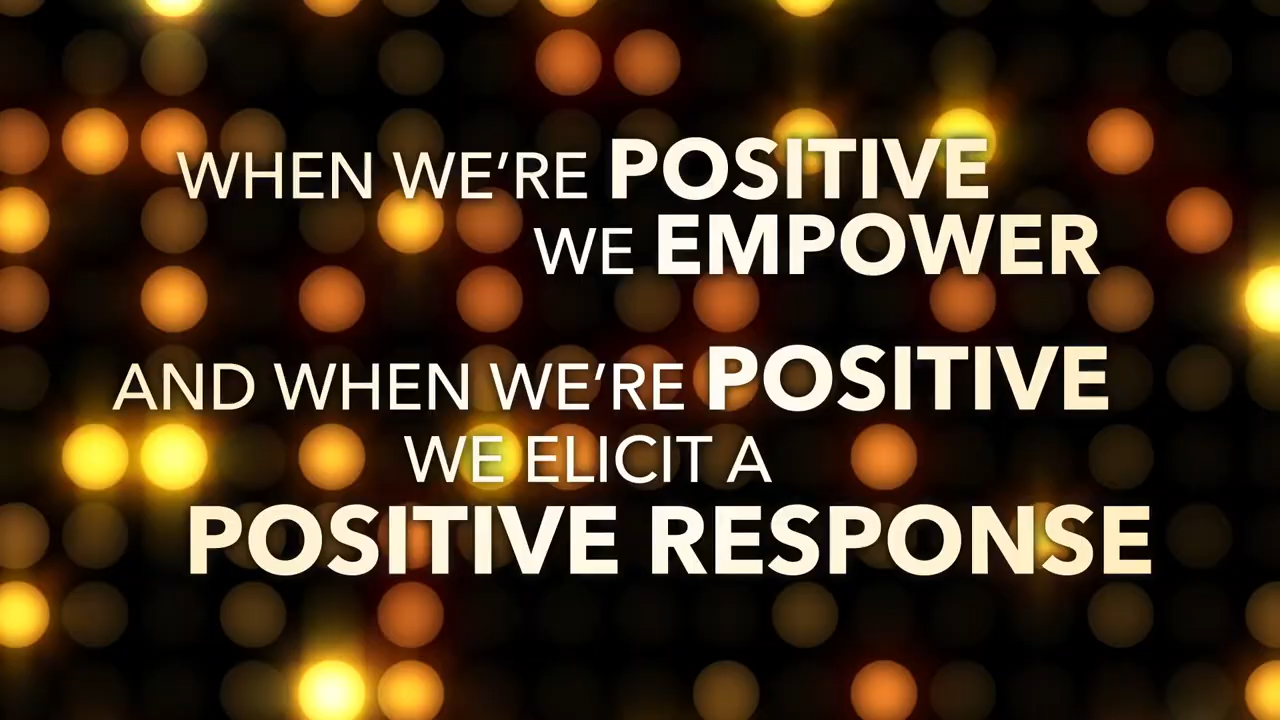 WHEN WE’RE POSITIVE
WE EMPOWER
AND WHEN WE’RE POSITIVE
WE ELICIT A
POSITIVE RESPONSE